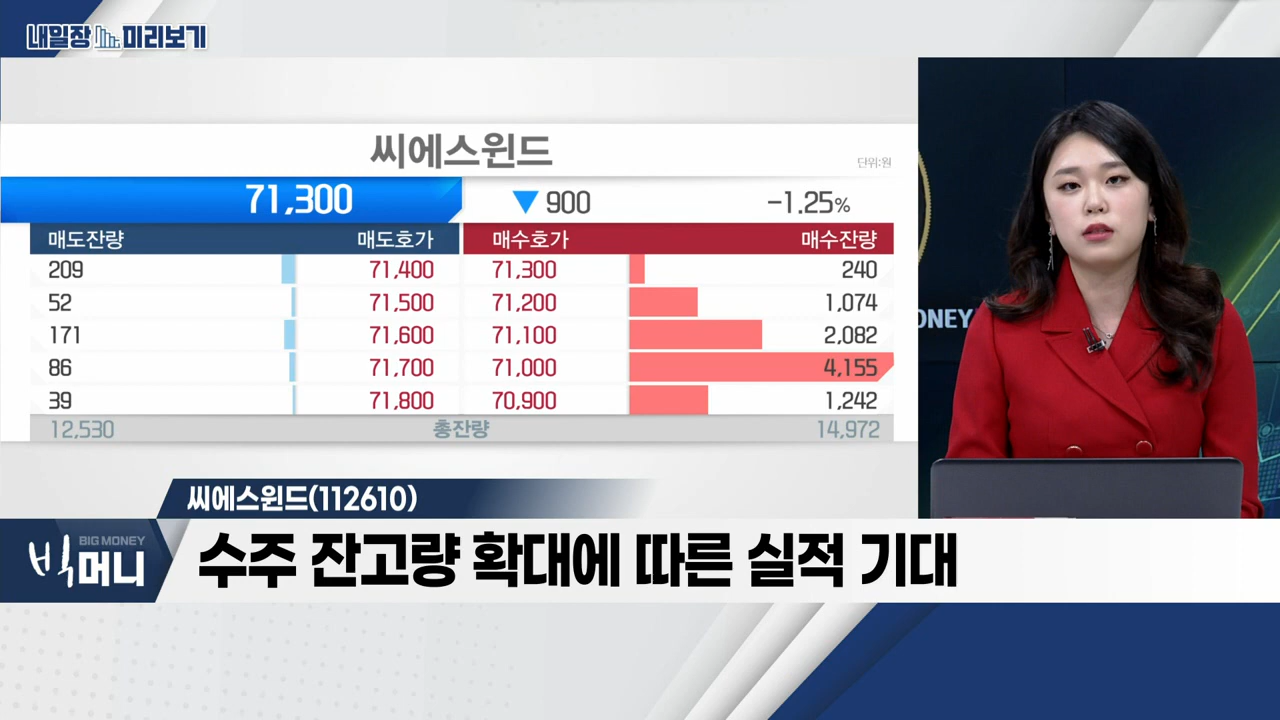 내일장 미리보기
씨에스윈드
단위:원
71,300 ▼ 900 -1.25%
매도잔량 매도호가 매수호가 매수잔량
209 71,400 71,300 240
52 71,500 71,200 1,074
171 71,600 71,100 2,082
86 71,700 71,000 4,155
39 71,800 70,900 1,242
12,530 총잔량 14,972
ONEY
씨에스윈드(112610)
BIG MONEY
빅머니
수주 잔고량 확대에 따른 실적 기대